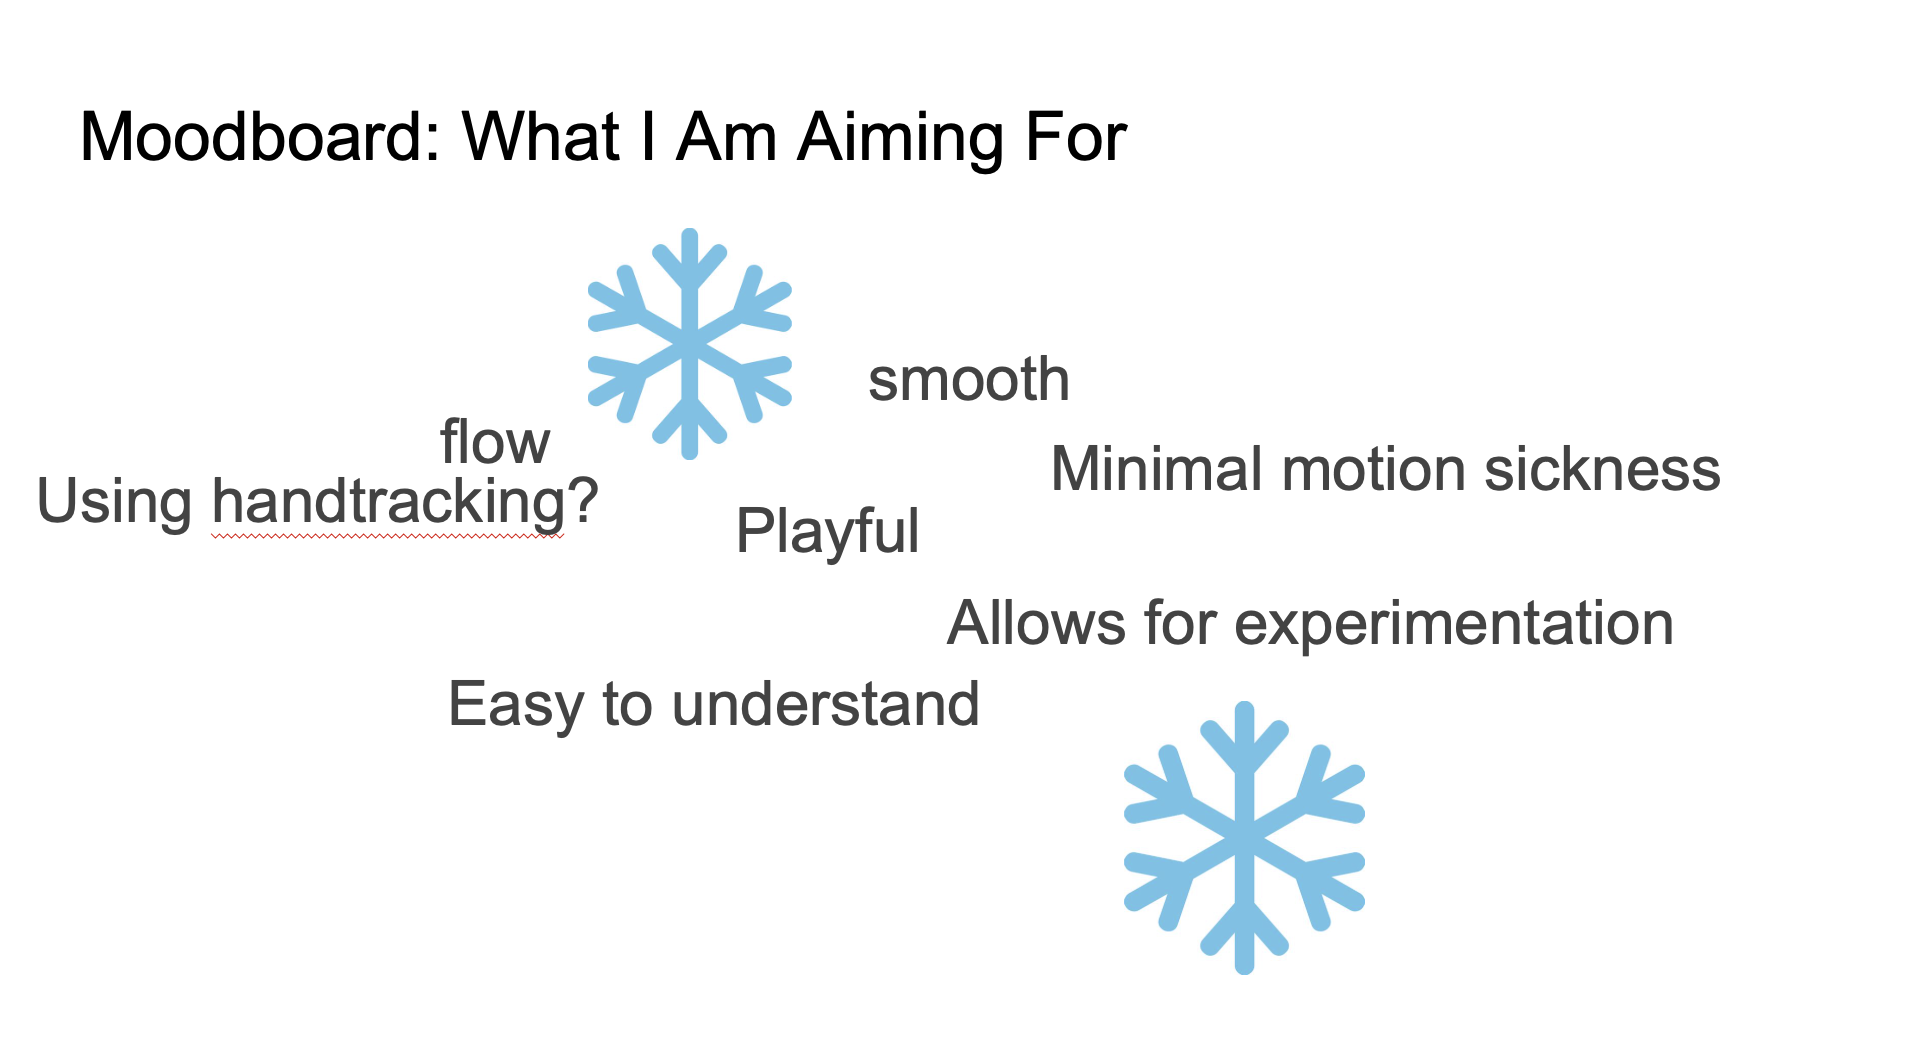 Moodboard: What I Am Aiming For
smooth
flow
Minimal motion sickness
Using handtracking?
Playful
Allows for experimentation
Easy to understand